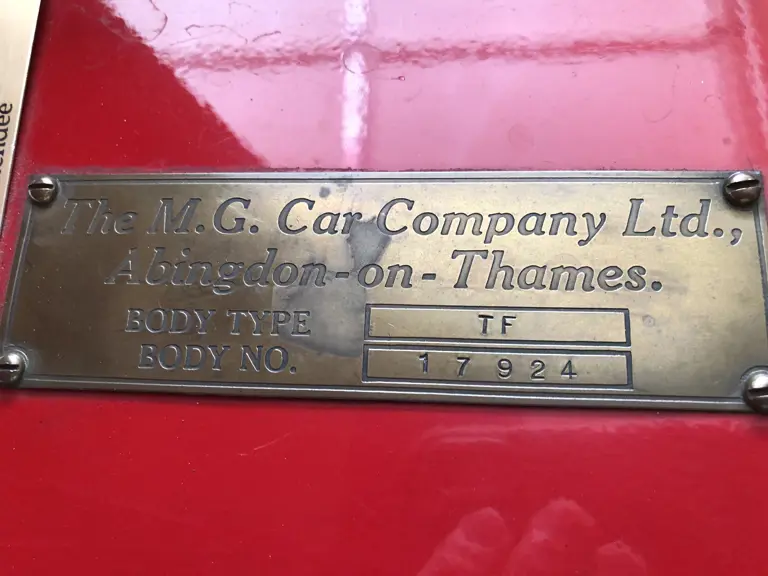 The M.G. Car Company Ltd.,
Abingdon-on-Thames.
BODY TYPE TF
BODY NO. 17924